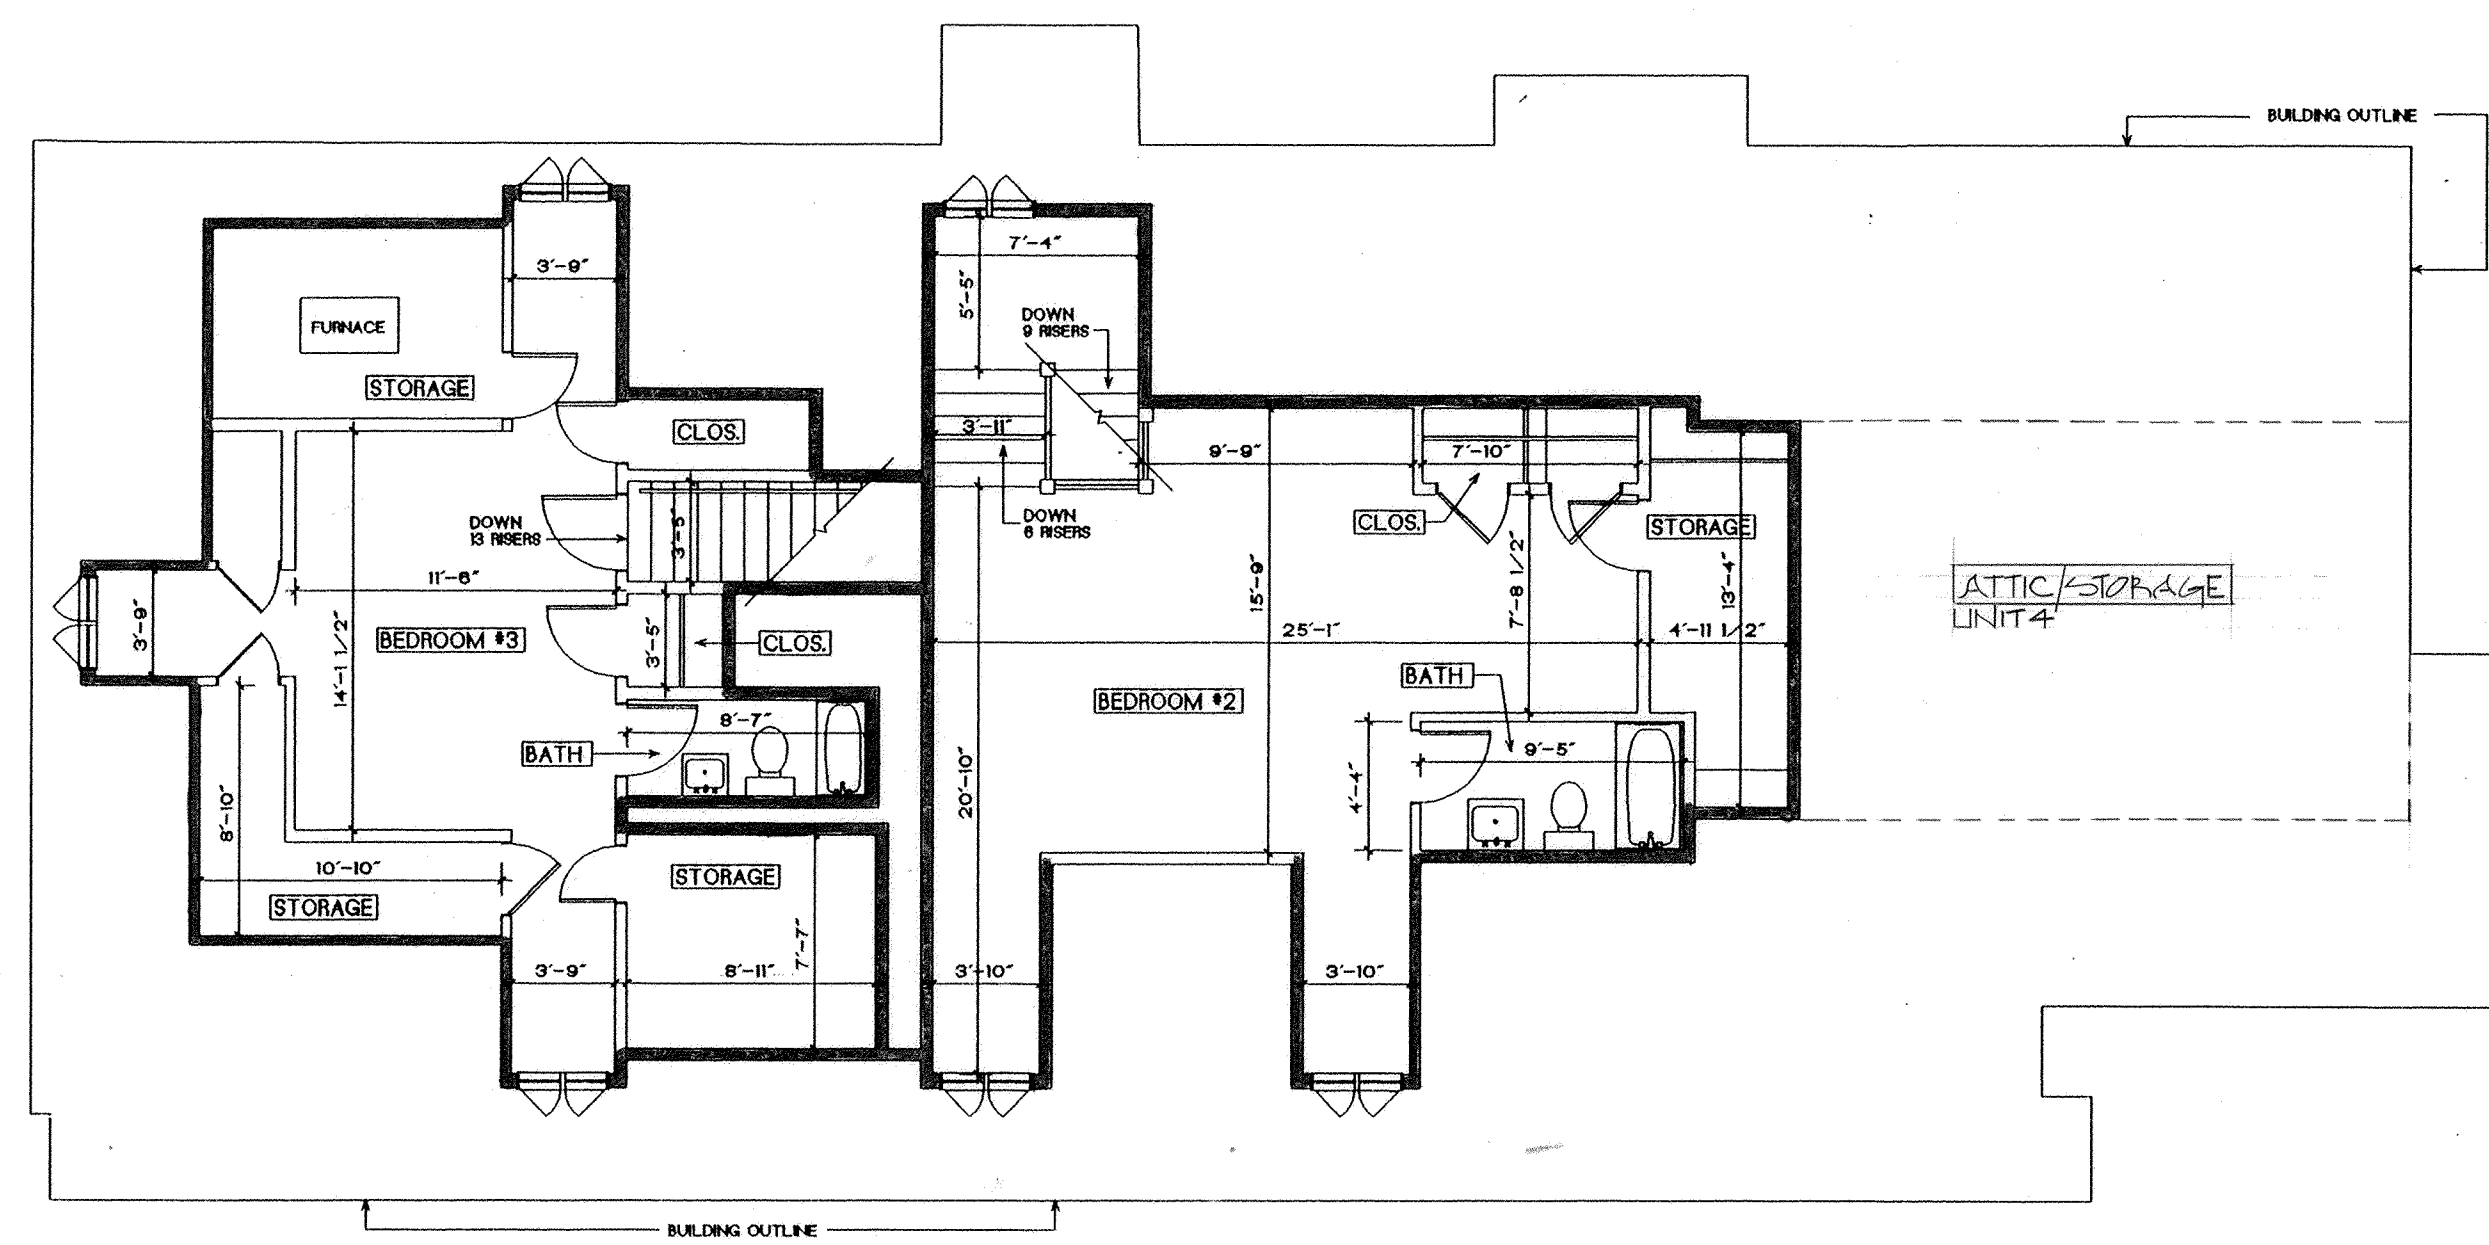 BUILDING OUTLINE
7'-4"
3'-9"
5'-5"
DOWN
9 RISERS
FURNACE
STORAGE
CLOS.
3'-11"
9'-9"
7'-10"
DOWN
13 RISERS
3'-5"
DOWN
6 RISERS
CLOS.
STORAGE
11'-6"
15'-9"
7'-8 1/2"
13'-4"
ATTIC/STORAGE
UNIT 4
3'-9"
BEDROOM #3
3'-5"
CLOS.
25'-1"
4'-11 1/2"
14'-1 1/2"
BATH
BEDROOM #2
8'-7"
BATH
9'-5"
8'-10"
20'-10"
4'-4"
10'-10"
STORAGE
STORAGE
7'-7"
3'-9"
8'-11"
3'-10"
3'-10"
BUILDING OUTLINE